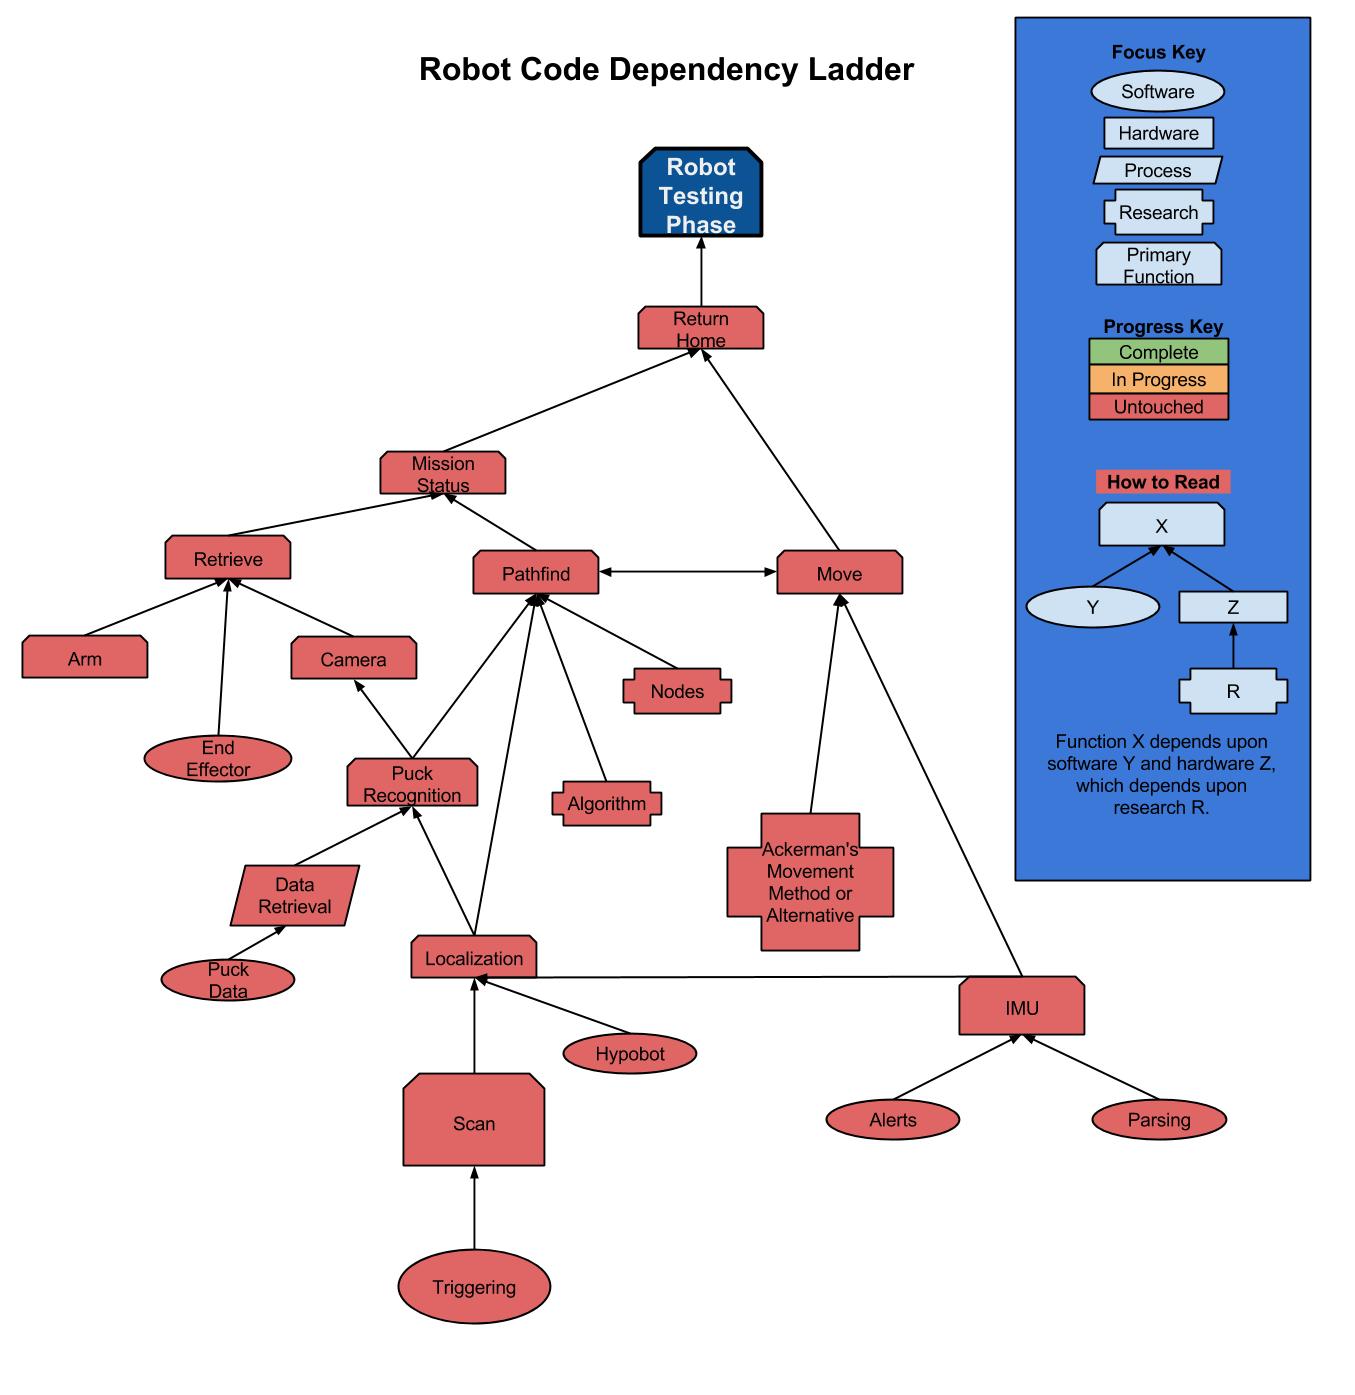 Robot Code Dependency Ladder
Robot
Testing
Phase
Return
Home
Mission
Status
Retrieve
Pathfind
Move
Arm
Camera
Nodes
End
Effector
Puck
Recognition
Algorithm
Ackerman's
Movement
Method or
Alternative
Data
Retrieval
Puck
Data
Localization
IMU
Hypobot
Scan
Alerts
Parsing
Triggering
Focus Key
Software
Hardware
Process
Research
Primary
Function
Progress Key
Complete
In Progress
Untouched
How to Read
X
Y
Z
R
Function X depends upon
software Y and hardware Z,
which depends upon
research R.